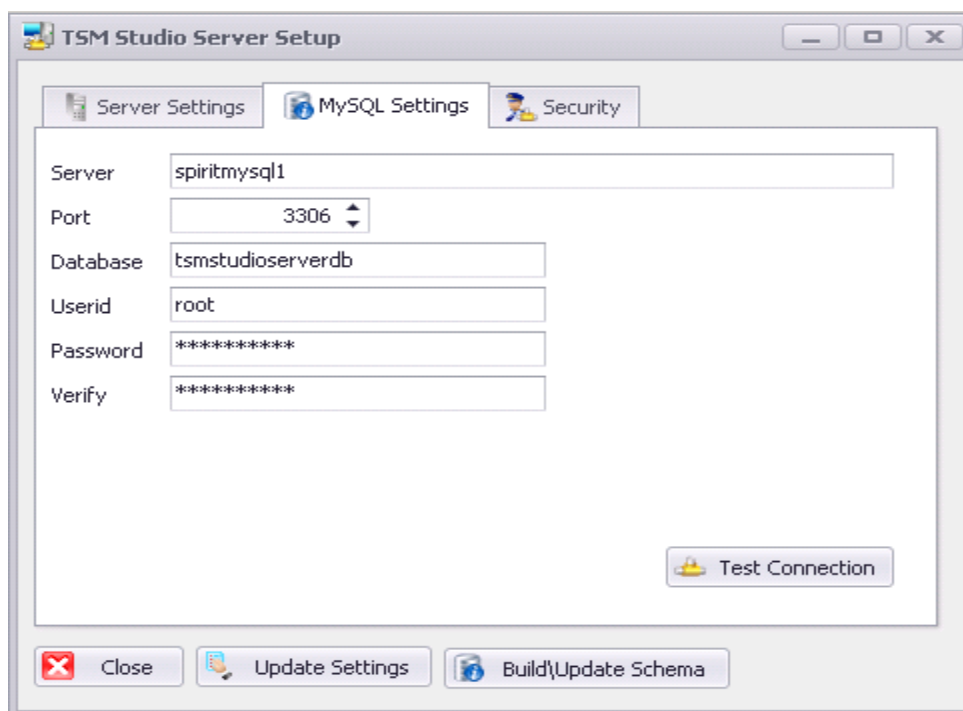 TSM Studio Server Setup
Server Settings MySQL Settings Security
Server spiritmysql1
Port 3306
Database tsmstudioserverdb
Userid root
Password **********
Verify **********
Test Connection
Close Update Settings Build\Update Schema